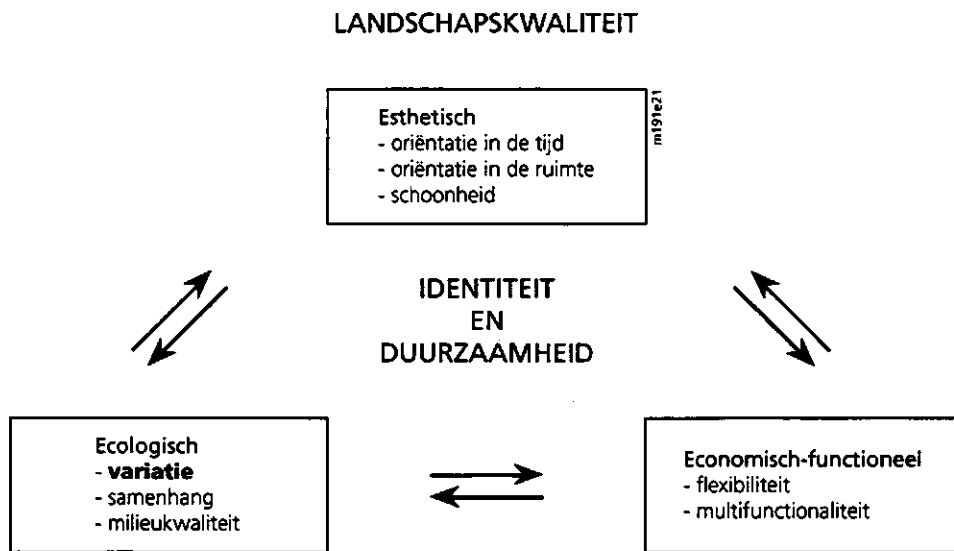 LANDSCHAPSKWALITEIT
Esthetisch
- oriëntatie in de tijd
- oriëntatie in de ruimte
- schoonheid
m191e21
IDENTITEIT
EN
DUURZAAMHEID
Ecologisch
- variatie
- samenhang
- milieukwaliteit
Economisch-functioneel
- flexibiliteit
- multifunctionaliteit